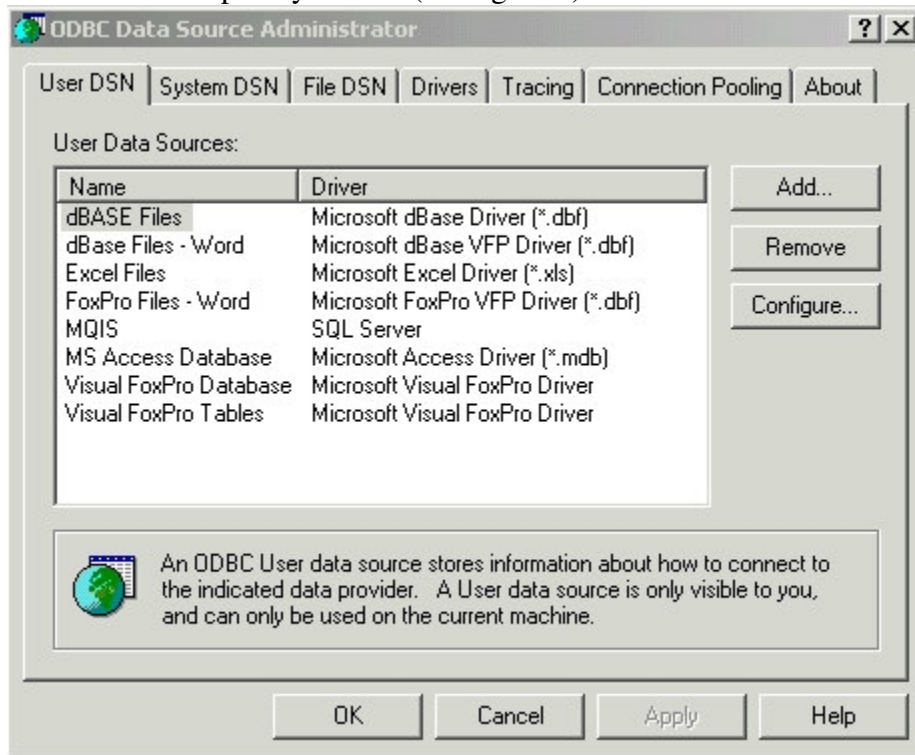 ODBC Data Source Administrator
User DSN System DSN File DSN Drivers Tracing Connection Pooling About
User Data Sources:
Name Driver
dBASE Files Microsoft dBase Driver (*.dbf)
dBase Files - Word Microsoft dBase VFP Driver (*.dbf)
Excel Files Microsoft Excel Driver (*.xls)
FoxPro Files - Word Microsoft FoxPro VFP Driver (*.dbf)
MQIS SQL Server
MS Access Database Microsoft Access Driver (*.mdb)
Visual FoxPro Database Microsoft Visual FoxPro Driver
Visual FoxPro Tables Microsoft Visual FoxPro Driver
Add...
Remove
Configure...
An ODBC User data source stores information about how to connect to
the indicated data provider. A User data source is only visible to you,
and can only be used on the current machine.
OK Cancel Apply Help